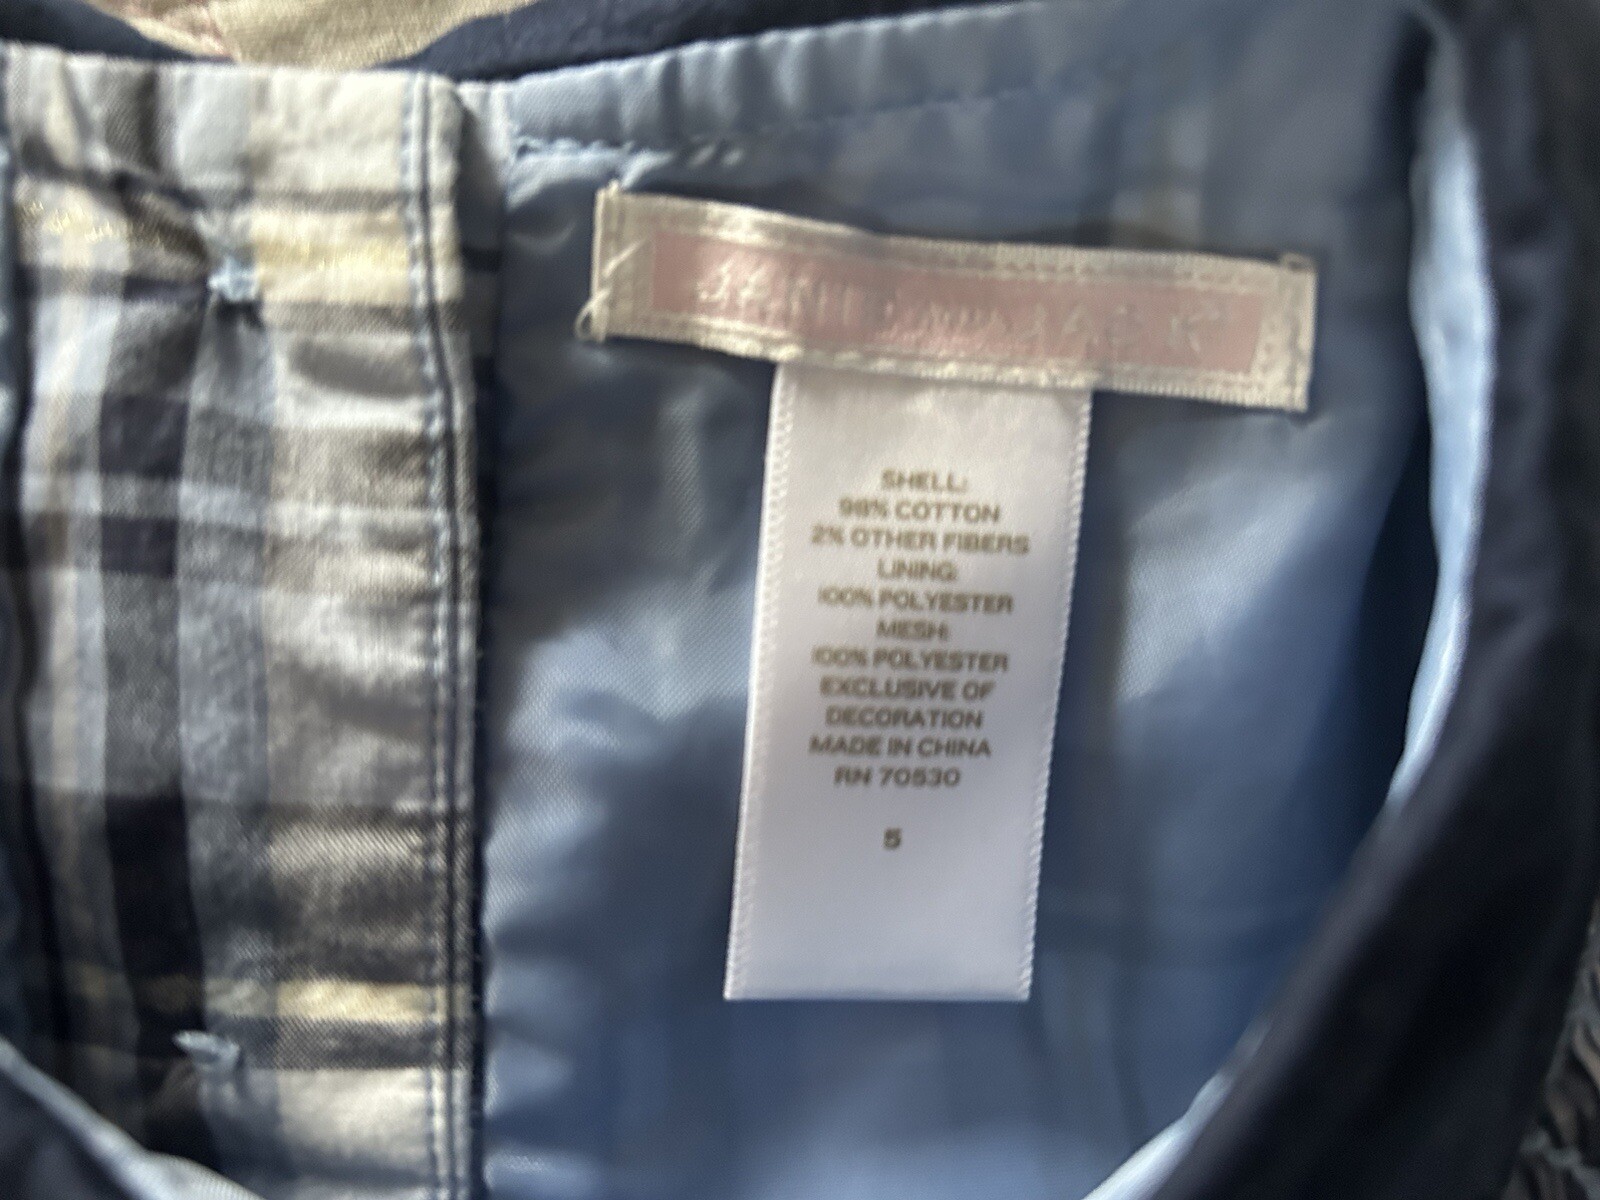 SHELL:
98% COTTON
2% OTHER FIBERS
LINING:
100% POLYESTER
MESH:
100% POLYESTER
EXCLUSIVE OF
DECORATION
MADE IN CHINA
RN 70530
5